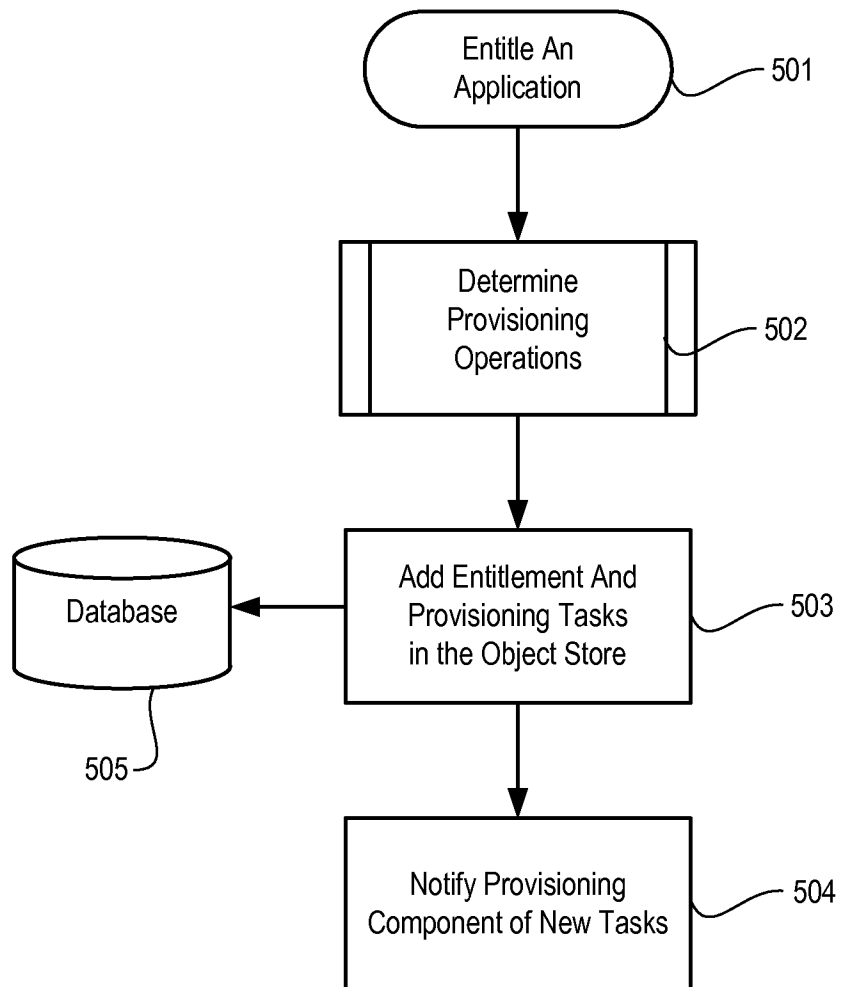 Entitle An
Application
501
Determine
Provisioning
Operations
502
Add Entitlement And
Provisioning Tasks
in the Object Store
503
Database
505
Notify Provisioning
Component of New Tasks
504